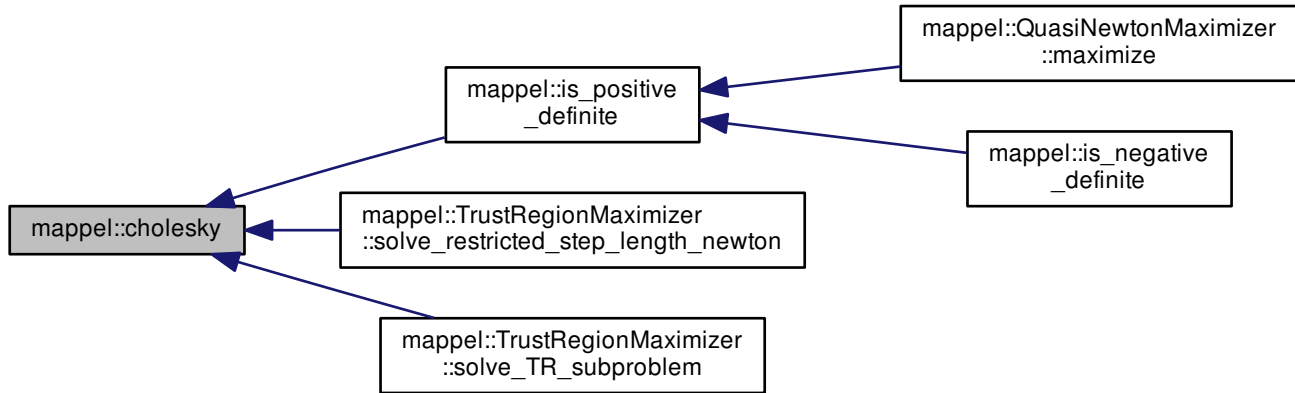 mappel::QuasiNewtonMaximizer
::maximize
mappel::is_positive
_definite
mappel::is_negative
_definite
mappel::cholesky
mappel::TrustRegionMaximizer
::solve_restricted_step_length_newton
mappel::TrustRegionMaximizer
::solve_TR_subproblem